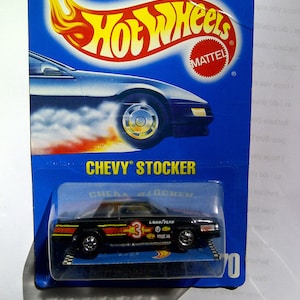 Hot Wheels
MATTEL
CHEVY STOCKER
3
GOODYEAR
70